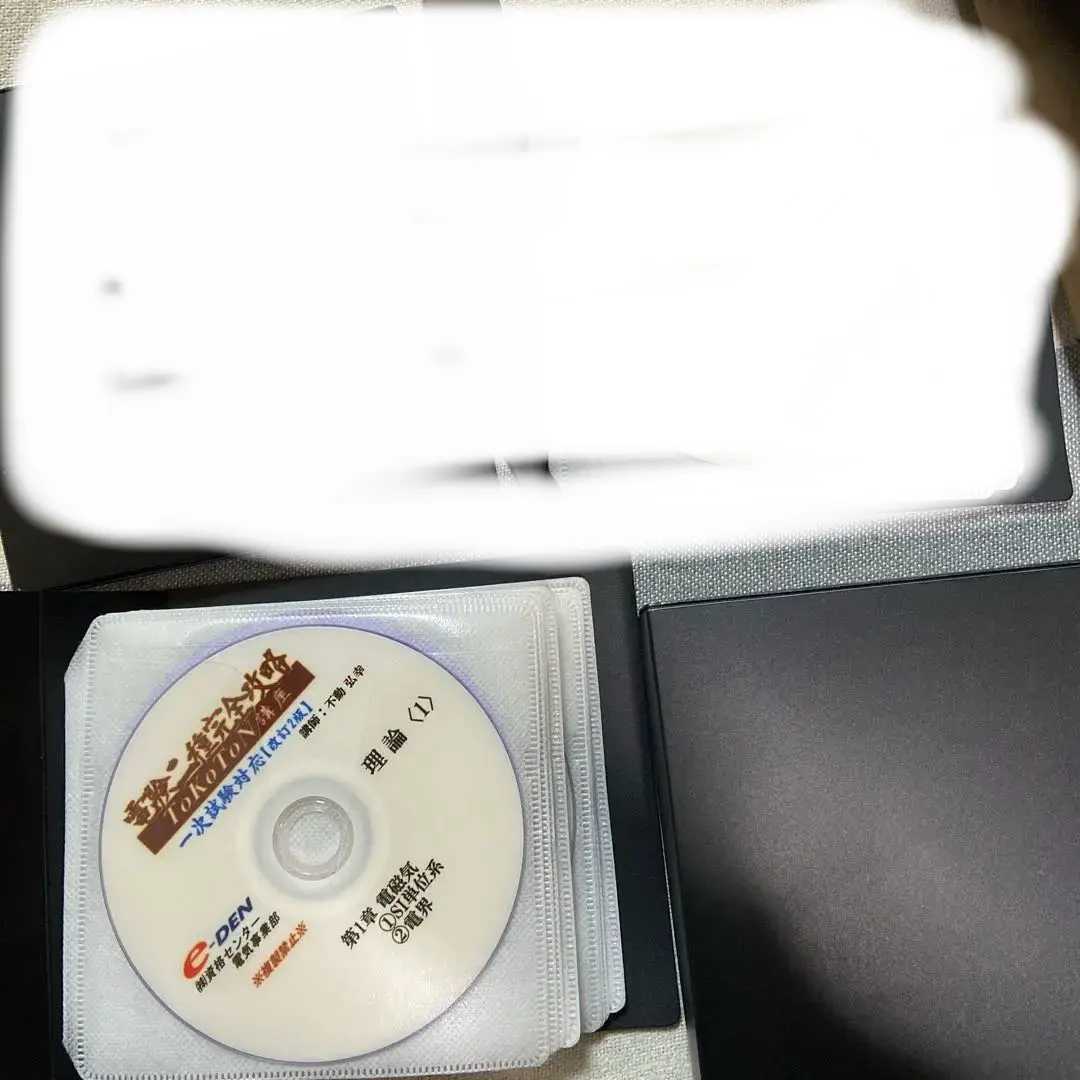 電験・二種完全攻略
TOKOTON講座
一次試験対応【改訂2版】
講師：不動 弘幸
理論〈1〉
第1章 電磁気
①SI単位系
②電界
e-DEN
㈱資格センター
電気事業部
※複製禁止※